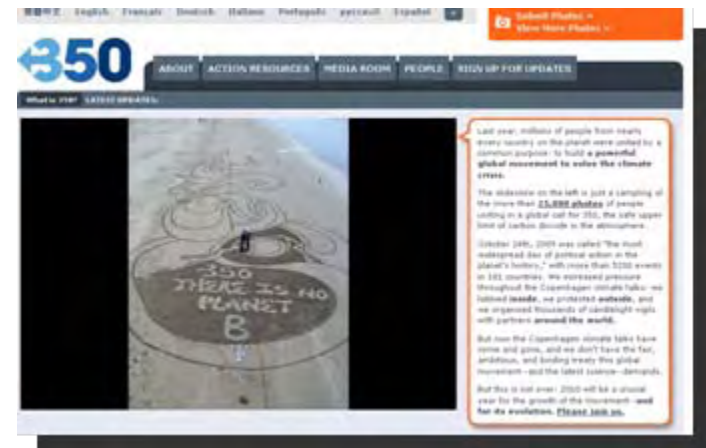 English Français Deutsch Italiano Português русский Español
Submit Photos »
View More Photos »
350
ABOUT ACTION RESOURCES MEDIA ROOM PEOPLE SIGN UP FOR UPDATES
What is 350? LATEST UPDATES:
350
THERE IS NO
PLANET
B
Last year, millions of people from nearly
every country on the planet were united by a
common purpose- to build a powerful
global movement to solve the climate
crisis.
The slideshow on the left is just a sampling of
the more than 25,000 photos of people
uniting in a global call for 350, the safe upper
limit of carbon dioxide in the atmosphere.
October 24th, 2009 was called "the most
widespread day of political action in the
planet's history," with more than 5200 events
in 181 countries. We increased pressure
throughout the Copenhagen climate talks- we
lobbied inside, we protested outside, and
we organized thousands of candlelight vigils
with partners around the world.
But now the Copenhagen climate talks have
come and gone, and we don't have the fair,
ambitious, and binding treaty this global
movement -and the latest science- demands.
But this is not over- 2010 will be a crucial
year for the growth of the movement- and
for its evolution. Please join us.